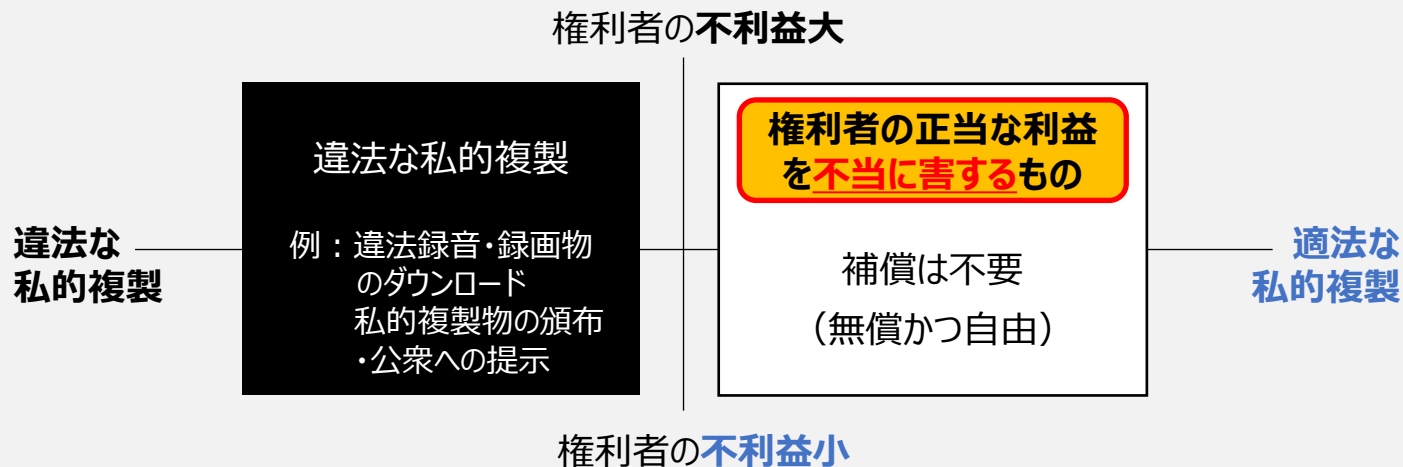 権利者の不利益大
違法な私的複製
例：違法録音・録画物
のダウンロード
私的複製物の頒布
・公衆への提示
権利者の正当な利益
を不当に害するもの
補償は不要
（無償かつ自由）
違法な
私的複製
適法な
私的複製
権利者の不利益小